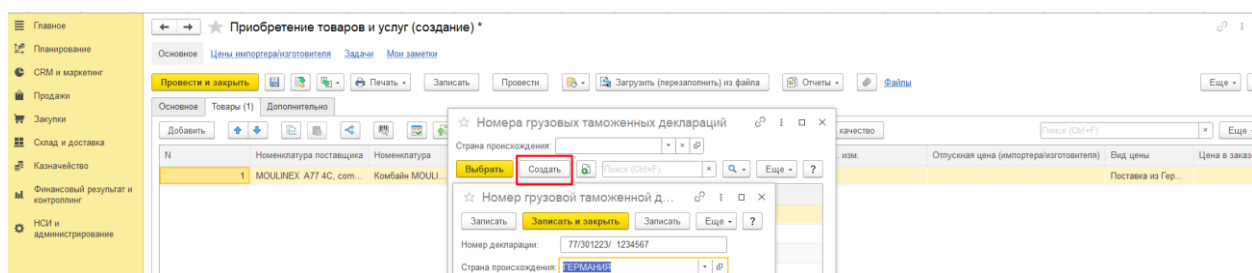 Главное
Приобретение товаров и услуг (создание) *
Планирование
Основное Цены импортера/изготовителя Задачи Мои заметки
CRM и маркетинг
Провести и закрыть Печать Записать Провести Загрузить (перезаполнить) из файла Отчеты Файлы Еще
Продажи
Основное Товары (1) Дополнительно
Закупки
Добавить Номера грузовых таможенных деклараций качество Поиск (Ctrl+F) × Еще
Склад и доставка
Страна происхождения:
N Номенклатура поставщика Номенклатура . изм. Отпускная цена (импортера/изготовителя) Вид цены Цена в заказ
Казначейство
Выбрать Создать Поиск (Ctrl+F) × Еще ?
1 MOULINEX A77 4C, com... Комбайн MOULI... Поставка из Гер...
Финансовый результат и
контроллинг
Номер грузовой таможенной д...
НСИ и
администрирование
Записать Записать и закрыть Записать Еще ?
Номер декларации: 77/301223/ 1234567
Страна происхождения: ГЕРМАНИЯ